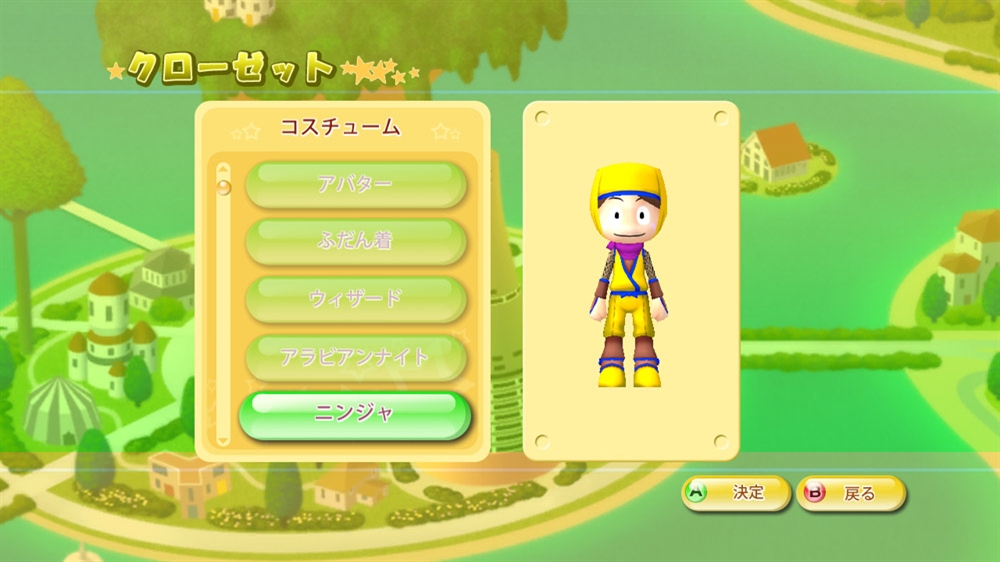 クローゼット
コスチューム
アバター
ふだん着
ウィザード
アラビアンナイト
ニンジャ
A 決定
B 戻る